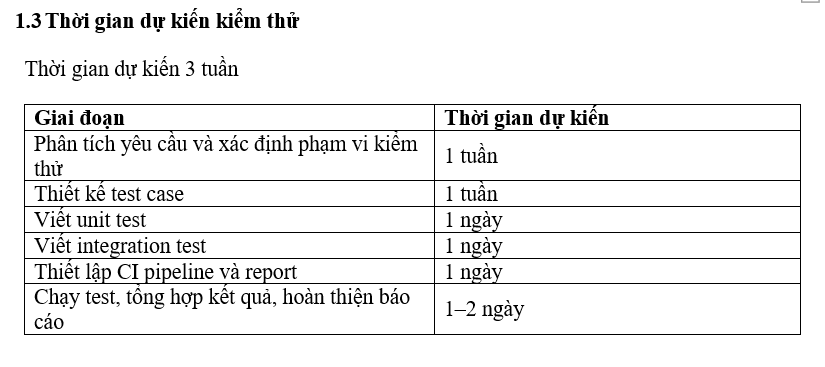 1.3 Thời gian dự kiến kiểm thử
Thời gian dự kiến 3 tuần
Giai đoạn
Thời gian dự kiến
Phân tích yêu cầu và xác định phạm vi kiểm
thử
1 tuần
Thiết kế test case
1 tuần
Viết unit test
1 ngày
Viết integration test
1 ngày
Thiết lập CI pipeline và report
1 ngày
Chạy test, tổng hợp kết quả, hoàn thiện báo
cáo
1–2 ngày